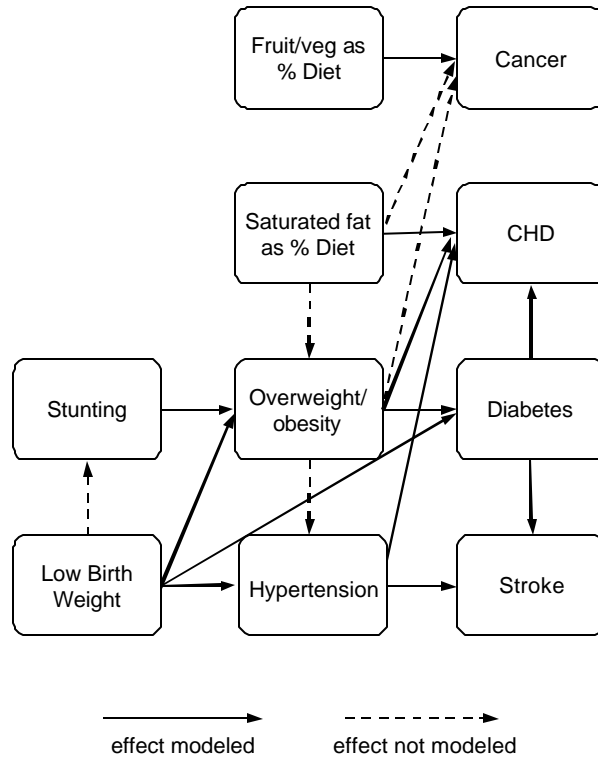 Fruit/veg as
% Diet
Cancer
Saturated fat
as % Diet
CHD
Stunting
Overweight/
obesity
Diabetes
Low Birth
Weight
Hypertension
Stroke
effect modeled
effect not modeled